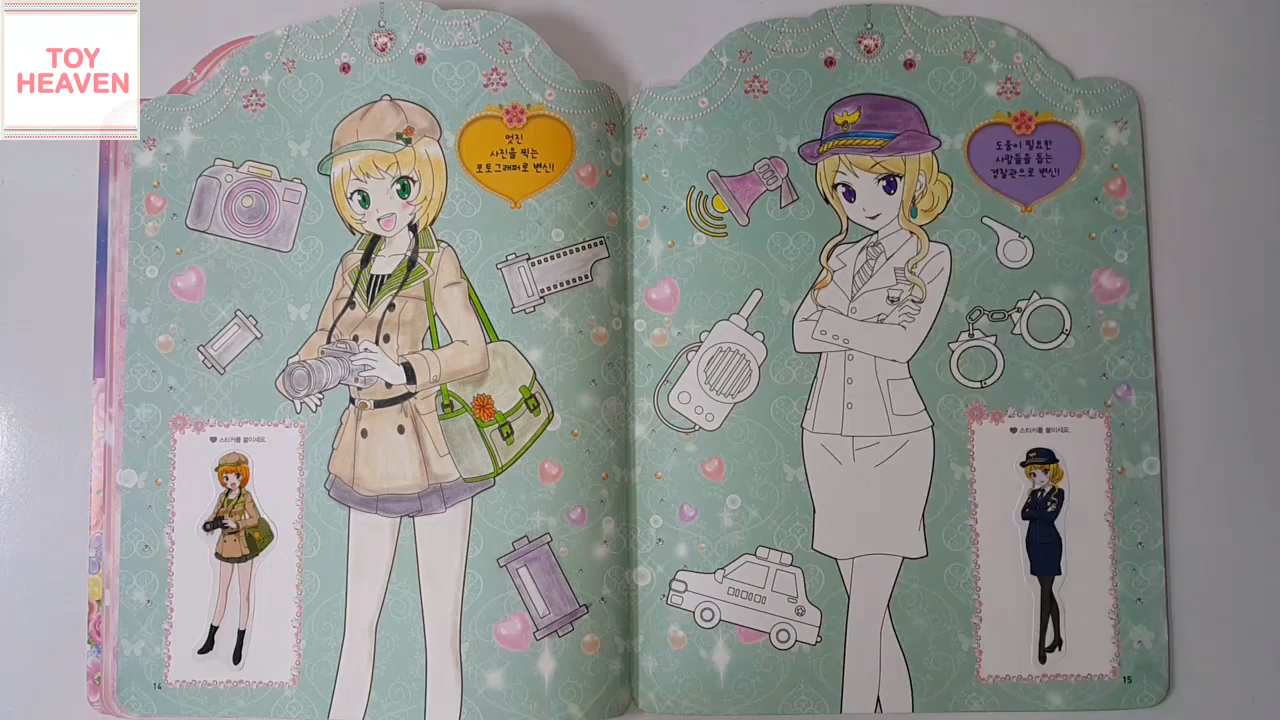 TOY
HEAVEN
멋진
사진을 찍는
포토그래퍼로 변신!
스티커를 붙이세요.
14
도움이 필요한
사람들을 돕는
경찰관으로 변신!
스티커를 붙이세요.
15